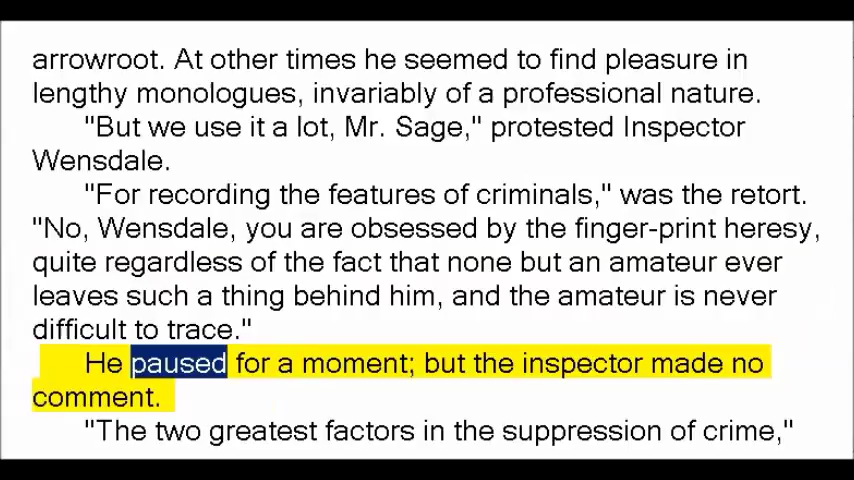 arrowroot. At other times he seemed to find pleasure in
lengthy monologues, invariably of a professional nature.
"But we use it a lot, Mr. Sage," protested Inspector
Wensdale.
"For recording the features of criminals," was the retort.
"No, Wensdale, you are obsessed by the finger-print heresy,
quite regardless of the fact that none but an amateur ever
leaves such a thing behind him, and the amateur is never
difficult to trace."
He paused for a moment; but the inspector made no
comment.
"The two greatest factors in the suppression of crime,"